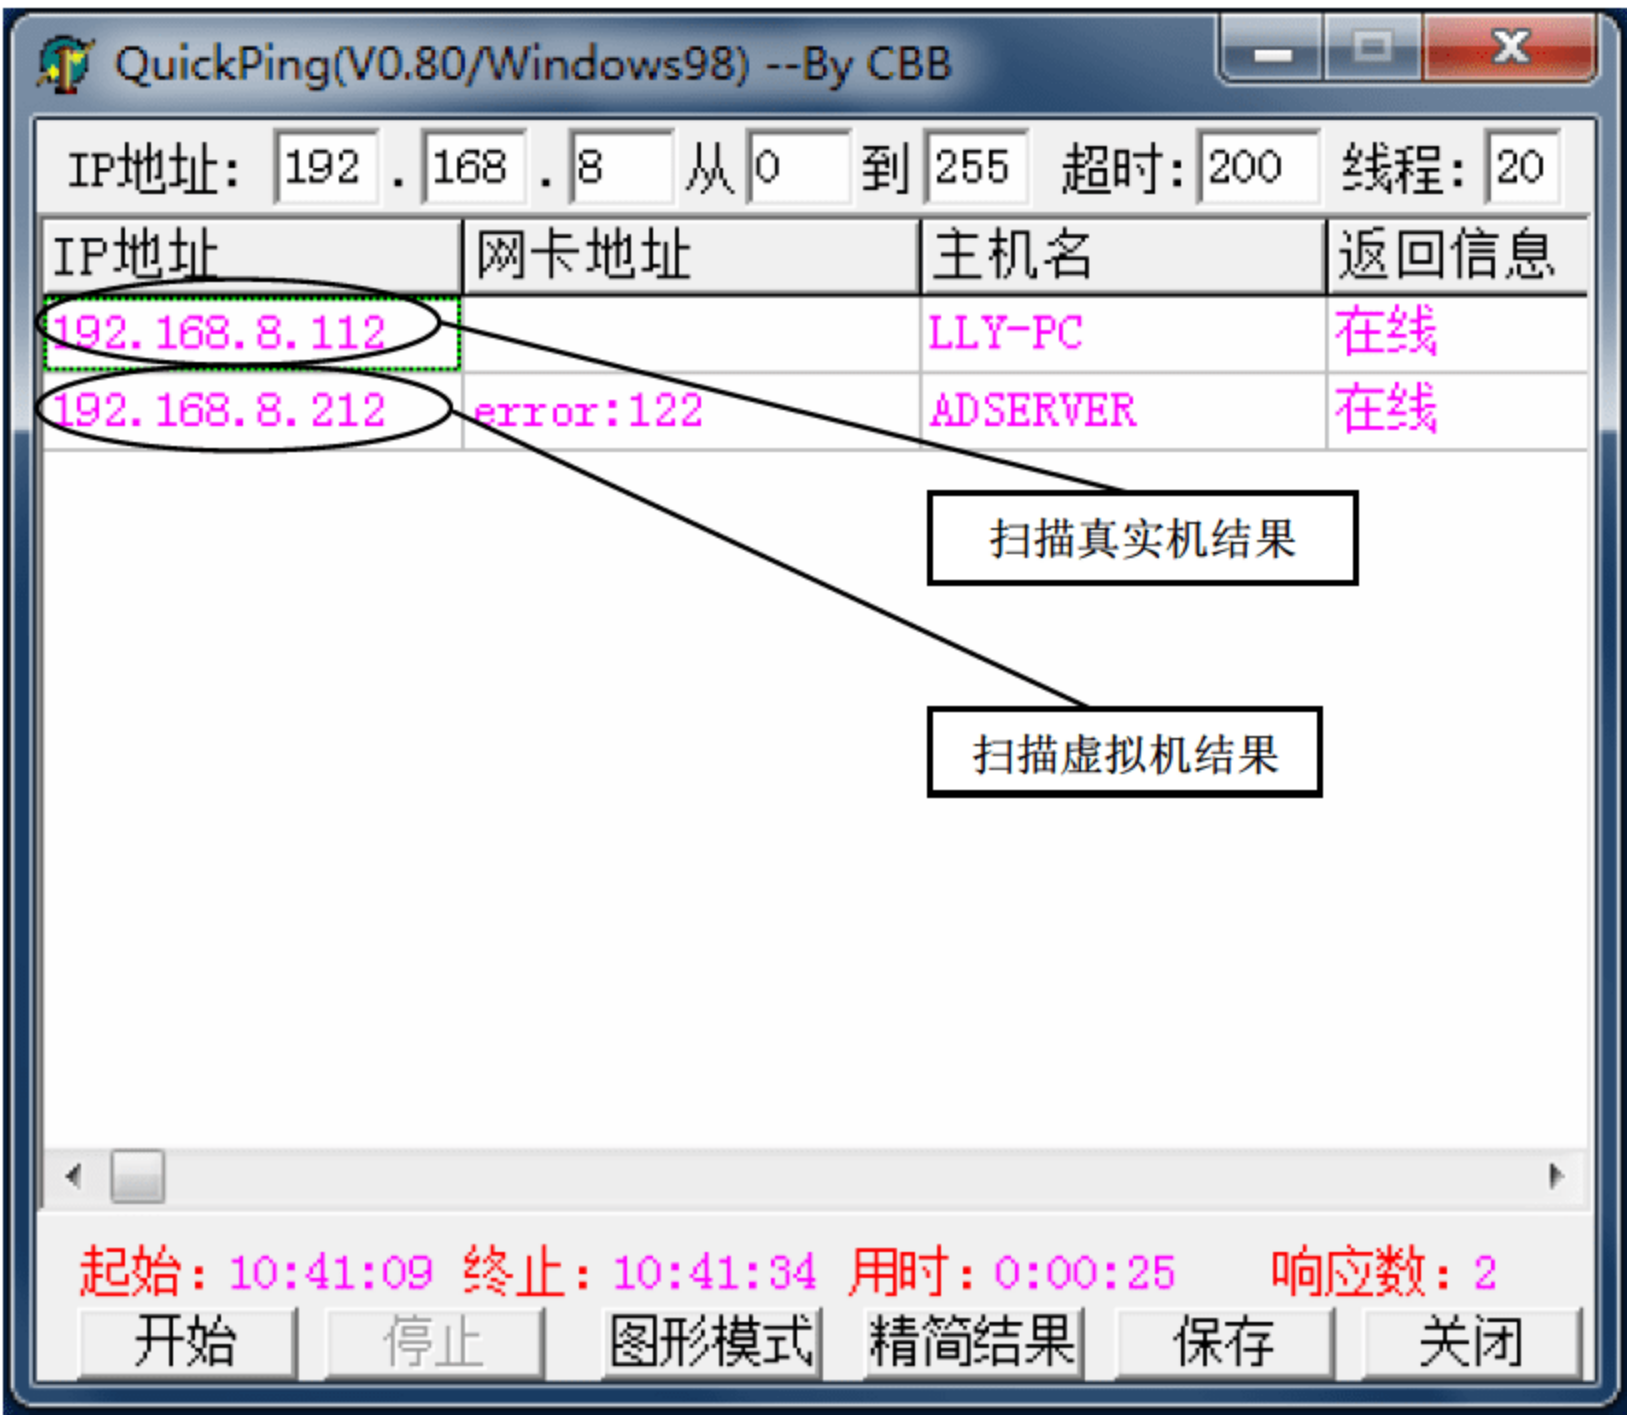 QuickPing(V0.80/Windows98) --By CBB
IP地址: 192 . 168 . 8 从 0 到 255 超时: 200 线程: 20
IP地址 网卡地址 主机名 返回信息
192.168.8.112 LLY-PC 在线
192.168.8.212 error:122 ADSERVER 在线
扫描真实机结果
扫描虚拟机结果
起始: 10:41:09 终止: 10:41:34 用时: 0:00:25 响应数: 2
开始 停止 图形模式 精简结果 保存 关闭